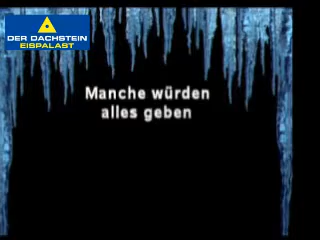 DER DACHSTEIN
EISPALAST
Manche würden
alles geben